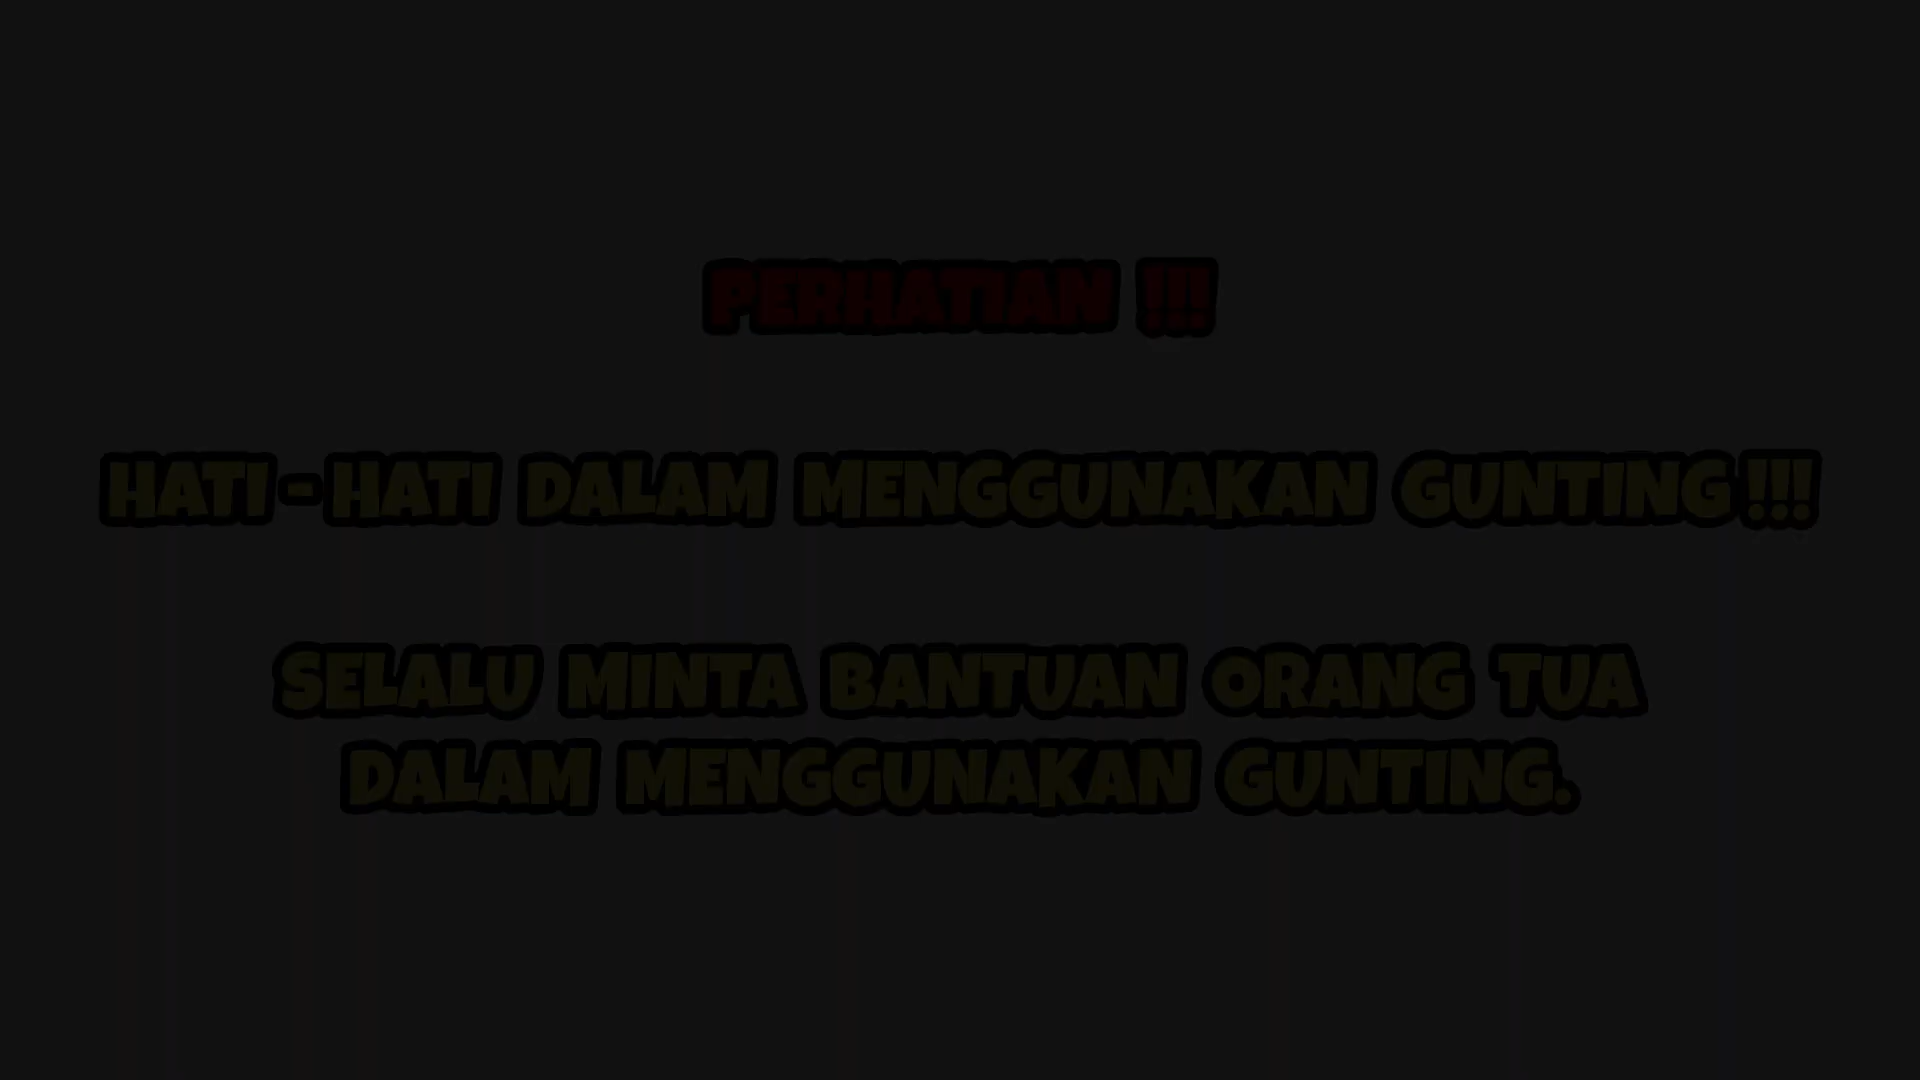 PERHATIAN !!!
HATI - HATI DALAM MENGGUNAKAN GUNTING !!!
SELALU MINTA BANTUAN ORANG TUA
DALAM MENGGUNAKAN GUNTING.